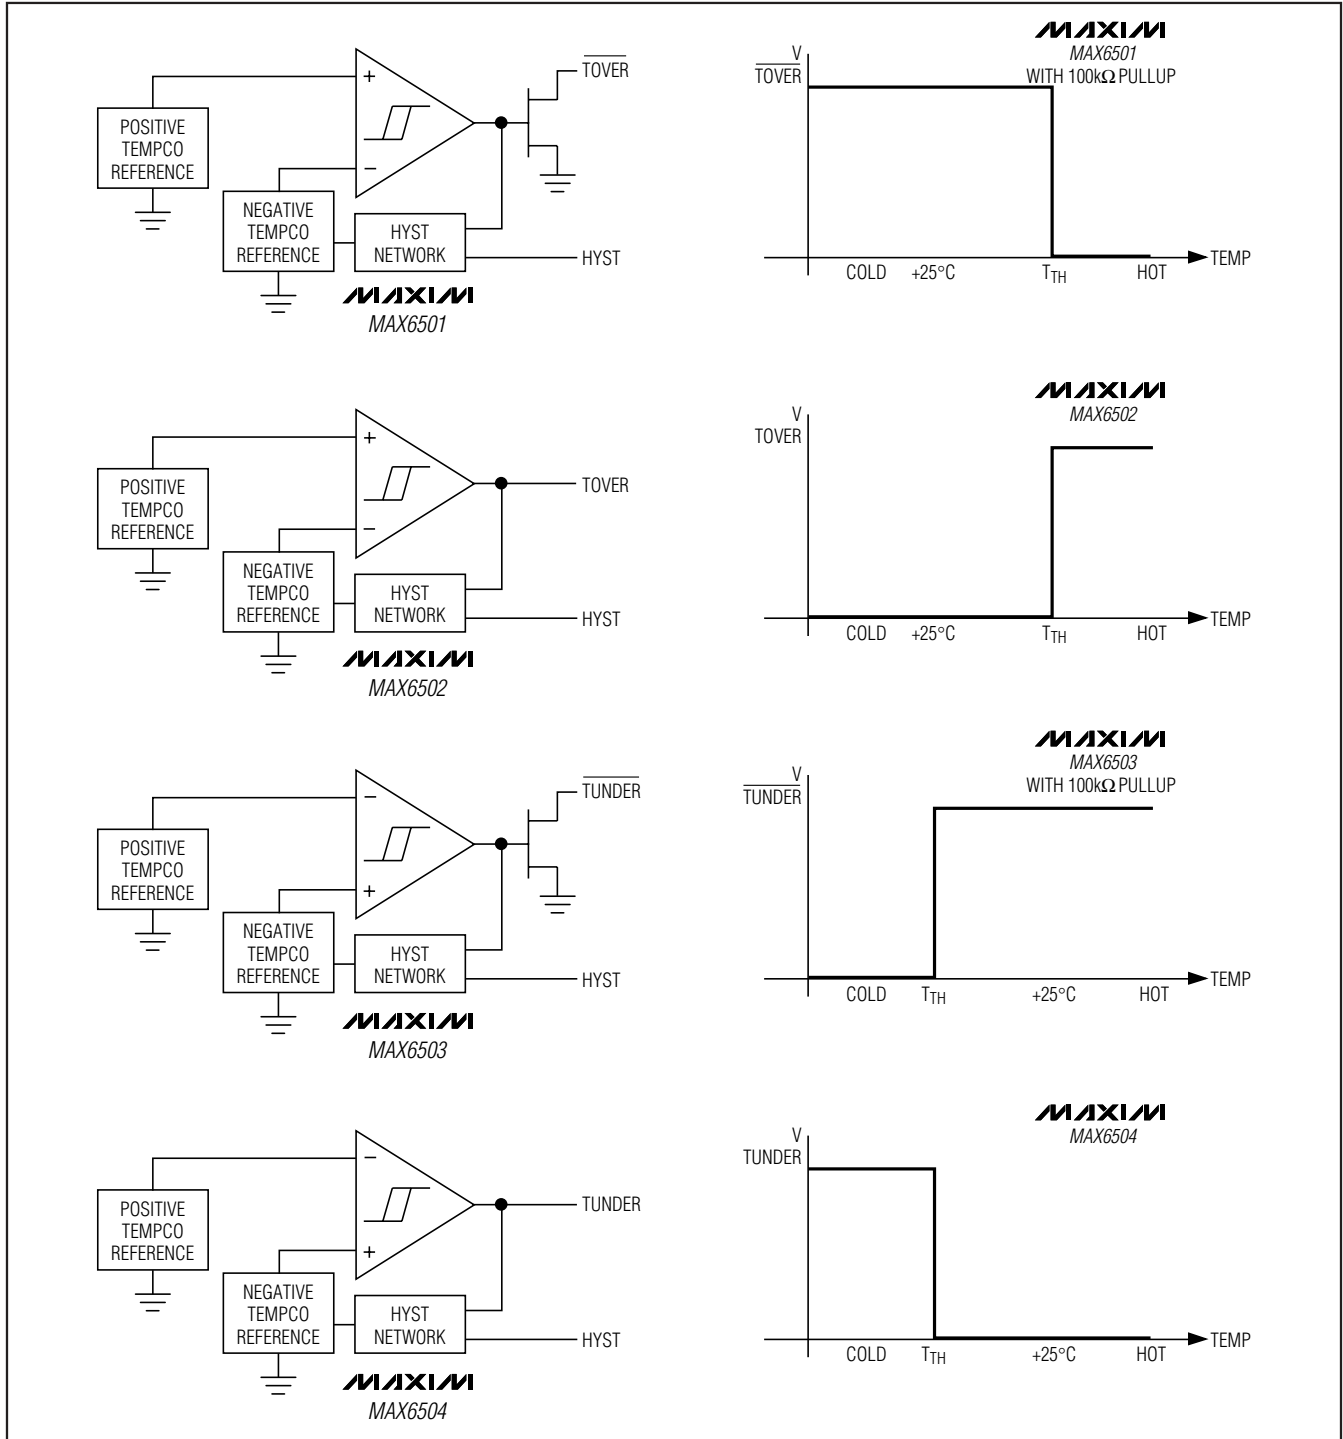 +
TOVER
POSITIVE
TEMPCO
REFERENCE
−
NEGATIVE
TEMPCO
REFERENCE
HYST
NETWORK
HYST
MAXIM
MAX6501
MAXIM
MAX6501
WITH 100kΩ PULLUP
V
TOVER
COLD
+25°C
TTH
HOT
TEMP
+
TOVER
POSITIVE
TEMPCO
REFERENCE
−
NEGATIVE
TEMPCO
REFERENCE
HYST
NETWORK
HYST
MAXIM
MAX6502
MAXIM
MAX6502
V
TOVER
COLD
+25°C
TTH
HOT
TEMP
−
TUNDER
POSITIVE
TEMPCO
REFERENCE
+
NEGATIVE
TEMPCO
REFERENCE
HYST
NETWORK
HYST
MAXIM
MAX6503
MAXIM
MAX6503
WITH 100kΩ PULLUP
V
TUNDER
COLD
TTH
+25°C
HOT
TEMP
−
TUNDER
POSITIVE
TEMPCO
REFERENCE
+
NEGATIVE
TEMPCO
REFERENCE
HYST
NETWORK
HYST
MAXIM
MAX6504
MAXIM
MAX6504
V
TUNDER
COLD
TTH
+25°C
HOT
TEMP